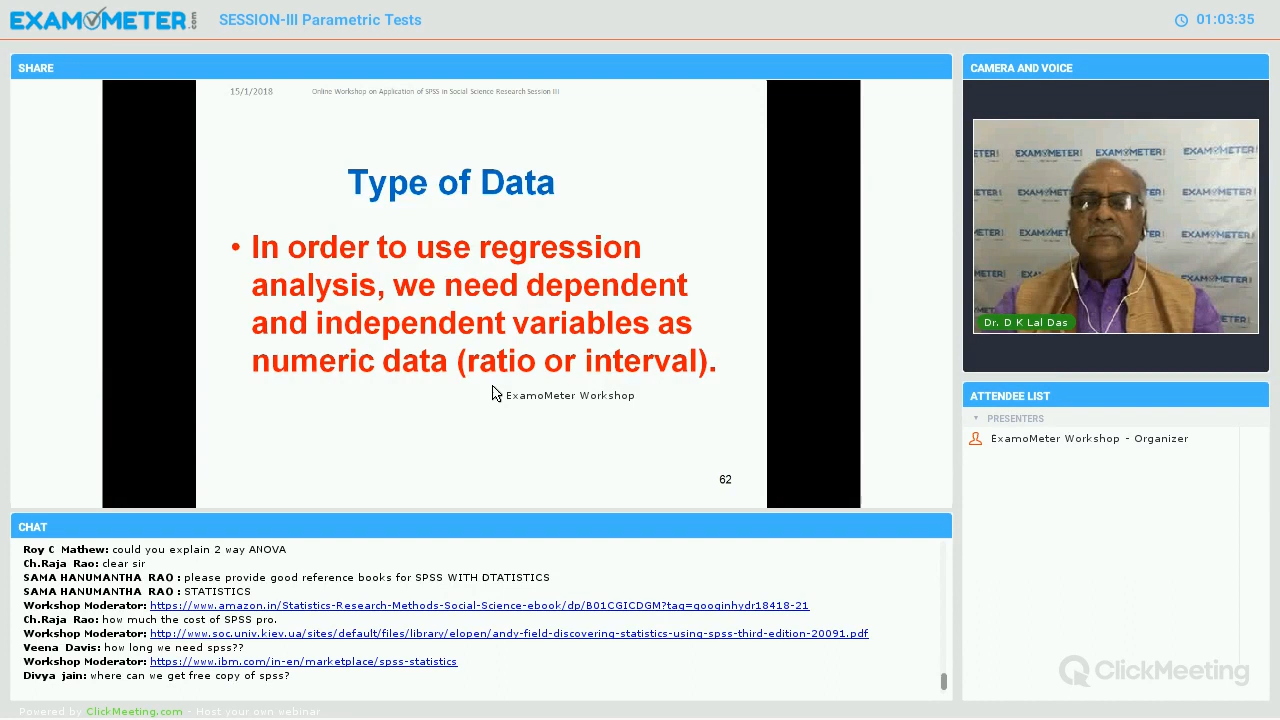 EXAMOMETER.com
SESSION-III Parametric Tests
01:03:35
SHARE
15/1/2018 Online Workshop on Application of SPSS in Social Science Research Session III
Type of Data
• In order to use regression
analysis, we need dependent
and independent variables as
numeric data (ratio or interval).
ExamoMeter Workshop
62
CHAT
Roy C Mathew: could you explain 2 way ANOVA
Ch.Raja Rao: clear sir
SAMA HANUMANTHA RAO : please provide good reference books for SPSS WITH DTATISTICS
SAMA HANUMANTHA RAO : STATISTICS
Workshop Moderator: https://www.amazon.in/Statistics-Research-Methods-Social-Science-ebook/dp/B01CGICDGM?tag=googinhydr18418-21
Ch.Raja Rao: how much the cost of SPSS pro.
Workshop Moderator: http://www.soc.univ.kiev.ua/sites/default/files/library/elopen/andy-field-discovering-statistics-using-spss-third-edition-20091.pdf
Veena Davis: how long we need spss??
Workshop Moderator: https://www.ibm.com/in-en/marketplace/spss-statistics
Divya jain: where can we get free copy of spss?
Powered by ClickMeeting.com - Host your own webinar
CAMERA AND VOICE
METER! EXAMOMETER! EXAMOMETER! EXAMOMETER
Dr. D K Lal Das
ATTENDEE LIST
PRESENTERS
ExamoMeter Workshop - Organizer
ClickMeeting